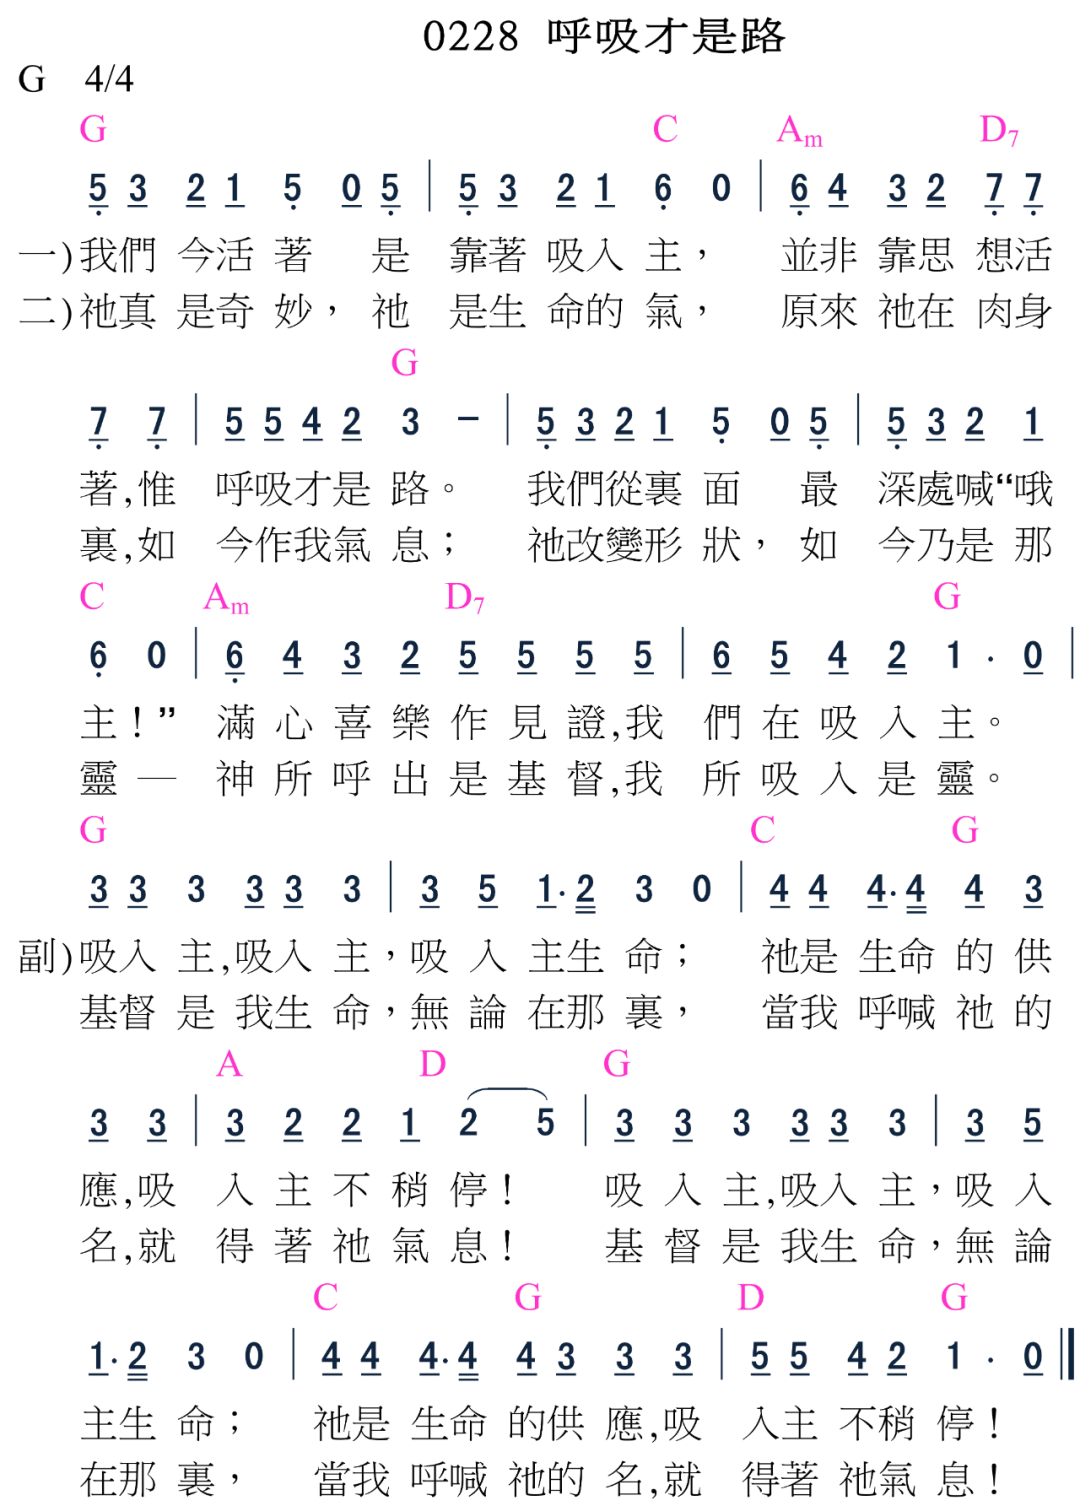 0228 呼吸才是路
G 4/4
G C Am D7
5 3 2 1 5 0 5 | 5 3 2 1 6 0 | 6 4 3 2 7 7
一)我們 今活 著 是 靠著 吸入 主， 並非 靠思 想活
二)祂真 是奇 妙， 祂 是生 命的 氣， 原來 祂在 肉身
G
7 7 | 5 5 4 2 3 － | 5 3 2 1 5 0 5 | 5 3 2 1
著,惟 呼吸才是 路。 我們從裏 面 最 深處喊“哦
裏,如 今作我氣 息； 祂改變形 狀， 如 今乃是 那
C Am D7 G
6 0 | 6 4 3 2 5 5 5 5 | 6 5 4 2 1 · 0 |
主！” 滿 心 喜 樂 作 見 證,我 們 在 吸 入 主。
靈 — 神 所 呼 出 是 基 督,我 所 吸 入 是 靈。
G C G
3 3 3 3 3 3 | 3 5 1·2 3 0 | 4 4 4·4 4 3
副)吸入 主,吸入 主，吸 入 主生 命； 祂是 生命 的 供
基督 是 我生 命，無 論 在那 裏， 當我 呼喊 祂 的
A D G
3 3 | 3 2 2 1 2 5 | 3 3 3 3 3 3 | 3 5
應,吸 入 主 不 稍 停！ 吸 入 主,吸入 主，吸 入
名,就 得 著 祂 氣 息！ 基 督 是 我生 命，無 論
C G D G
1·2 3 0 | 4 4 4·4 4 3 3 3 | 5 5 4 2 1 · 0 ‖
主生 命； 祂是 生命 的供 應,吸 入主 不稍 停！
在那 裏， 當我 呼喊 祂的 名,就 得著 祂氣 息！